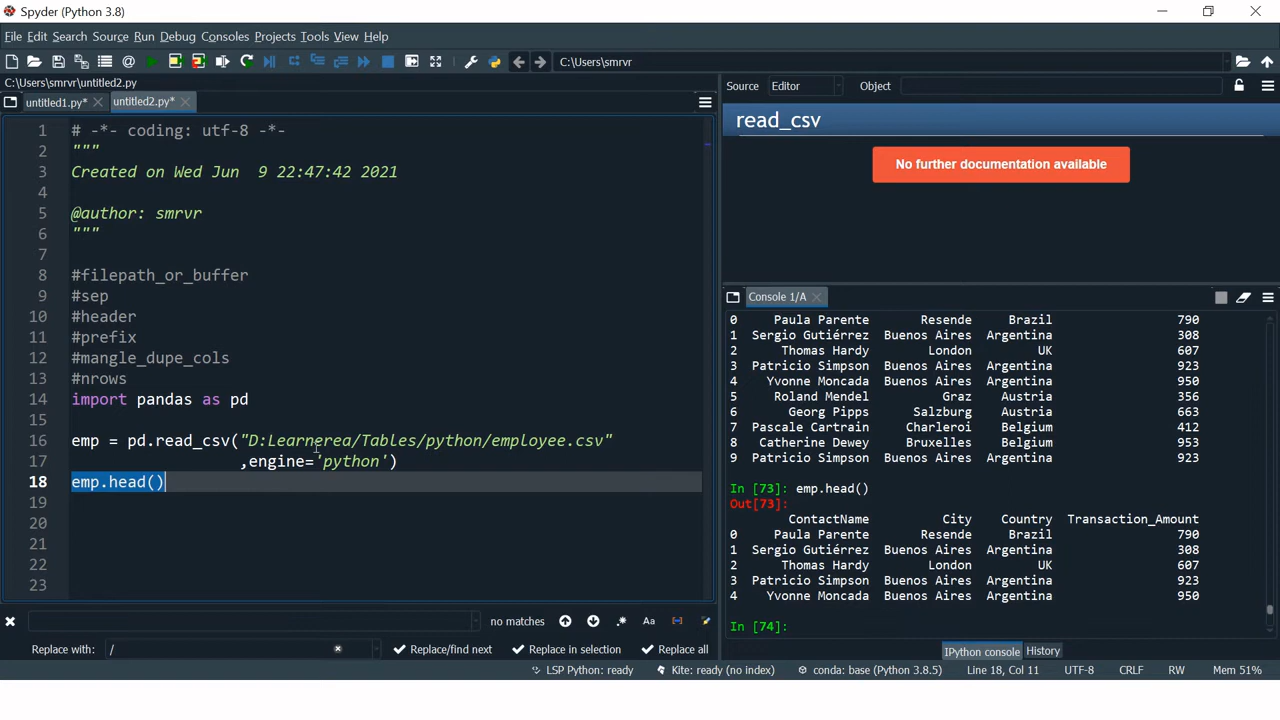 Spyder (Python 3.8)
File Edit Search Source Run Debug Consoles Projects Tools View Help
C:\Users\smrvr
C:\Users\smrvr\untitled2.py
untitled1.py*
untitled2.py*
1 # -*- coding: utf-8 -*-
2 """
3 Created on Wed Jun  9 22:47:42 2021
4
5 @author: smrvr
6 """
7
8 #filepath_or_buffer
9 #sep
10 #header
11 #prefix
12 #mangle_dupe_cols
13 #nrows
14 import pandas as pd
15
16 emp = pd.read_csv("D:Learnerea/Tables/python/employee.csv"
17 ,engine='python')
18 emp.head()
19
20
21
22
23
no matches
Aa
Replace with: /
Replace/find next
Replace in selection
Replace all
Source Editor Object
read_csv
No further documentation available
Console 1/A
0 Paula Parente Resende Brazil 790
1 Sergio Gutiérrez Buenos Aires Argentina 308
2 Thomas Hardy London UK 607
3 Patricio Simpson Buenos Aires Argentina 923
4 Yvonne Moncada Buenos Aires Argentina 950
5 Roland Mendel Graz Austria 356
6 Georg Pipps Salzburg Austria 663
7 Pascale Cartrain Charleroi Belgium 412
8 Catherine Dewey Bruxelles Belgium 953
9 Patricio Simpson Buenos Aires Argentina 923
In [73]: emp.head()
Out[73]:
ContactName City Country Transaction_Amount
0 Paula Parente Resende Brazil 790
1 Sergio Gutiérrez Buenos Aires Argentina 308
2 Thomas Hardy London UK 607
3 Patricio Simpson Buenos Aires Argentina 923
4 Yvonne Moncada Buenos Aires Argentina 950
In [74]:
IPython console History
LSP Python: ready Kite: ready (no index) conda: base (Python 3.8.5) Line 18, Col 11 UTF-8 CRLF RW Mem 51%